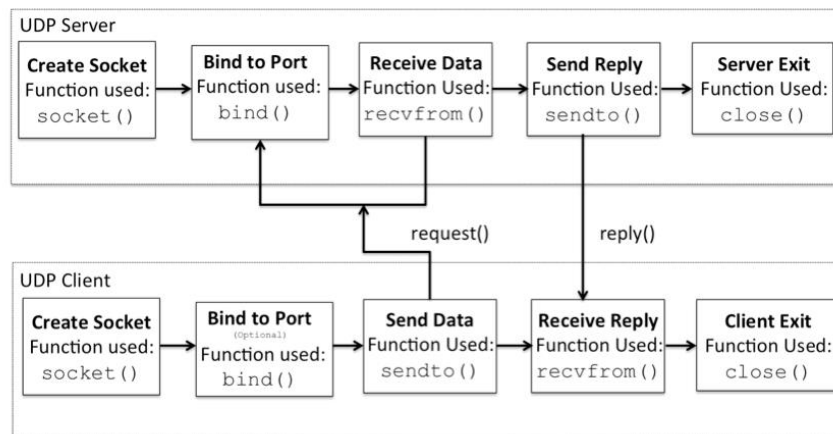 UDP Server
Create Socket
Function used:
socket()
Bind to Port
Function used:
bind()
Receive Data
Function Used:
recvfrom()
Send Reply
Function Used:
sendto()
Server Exit
Function Used:
close()
request()
reply()
UDP Client
Create Socket
Function used:
socket()
Bind to Port
(Optional)
Function used:
bind()
Send Data
Function Used:
sendto()
Receive Reply
Function Used:
recvfrom()
Client Exit
Function Used:
close()